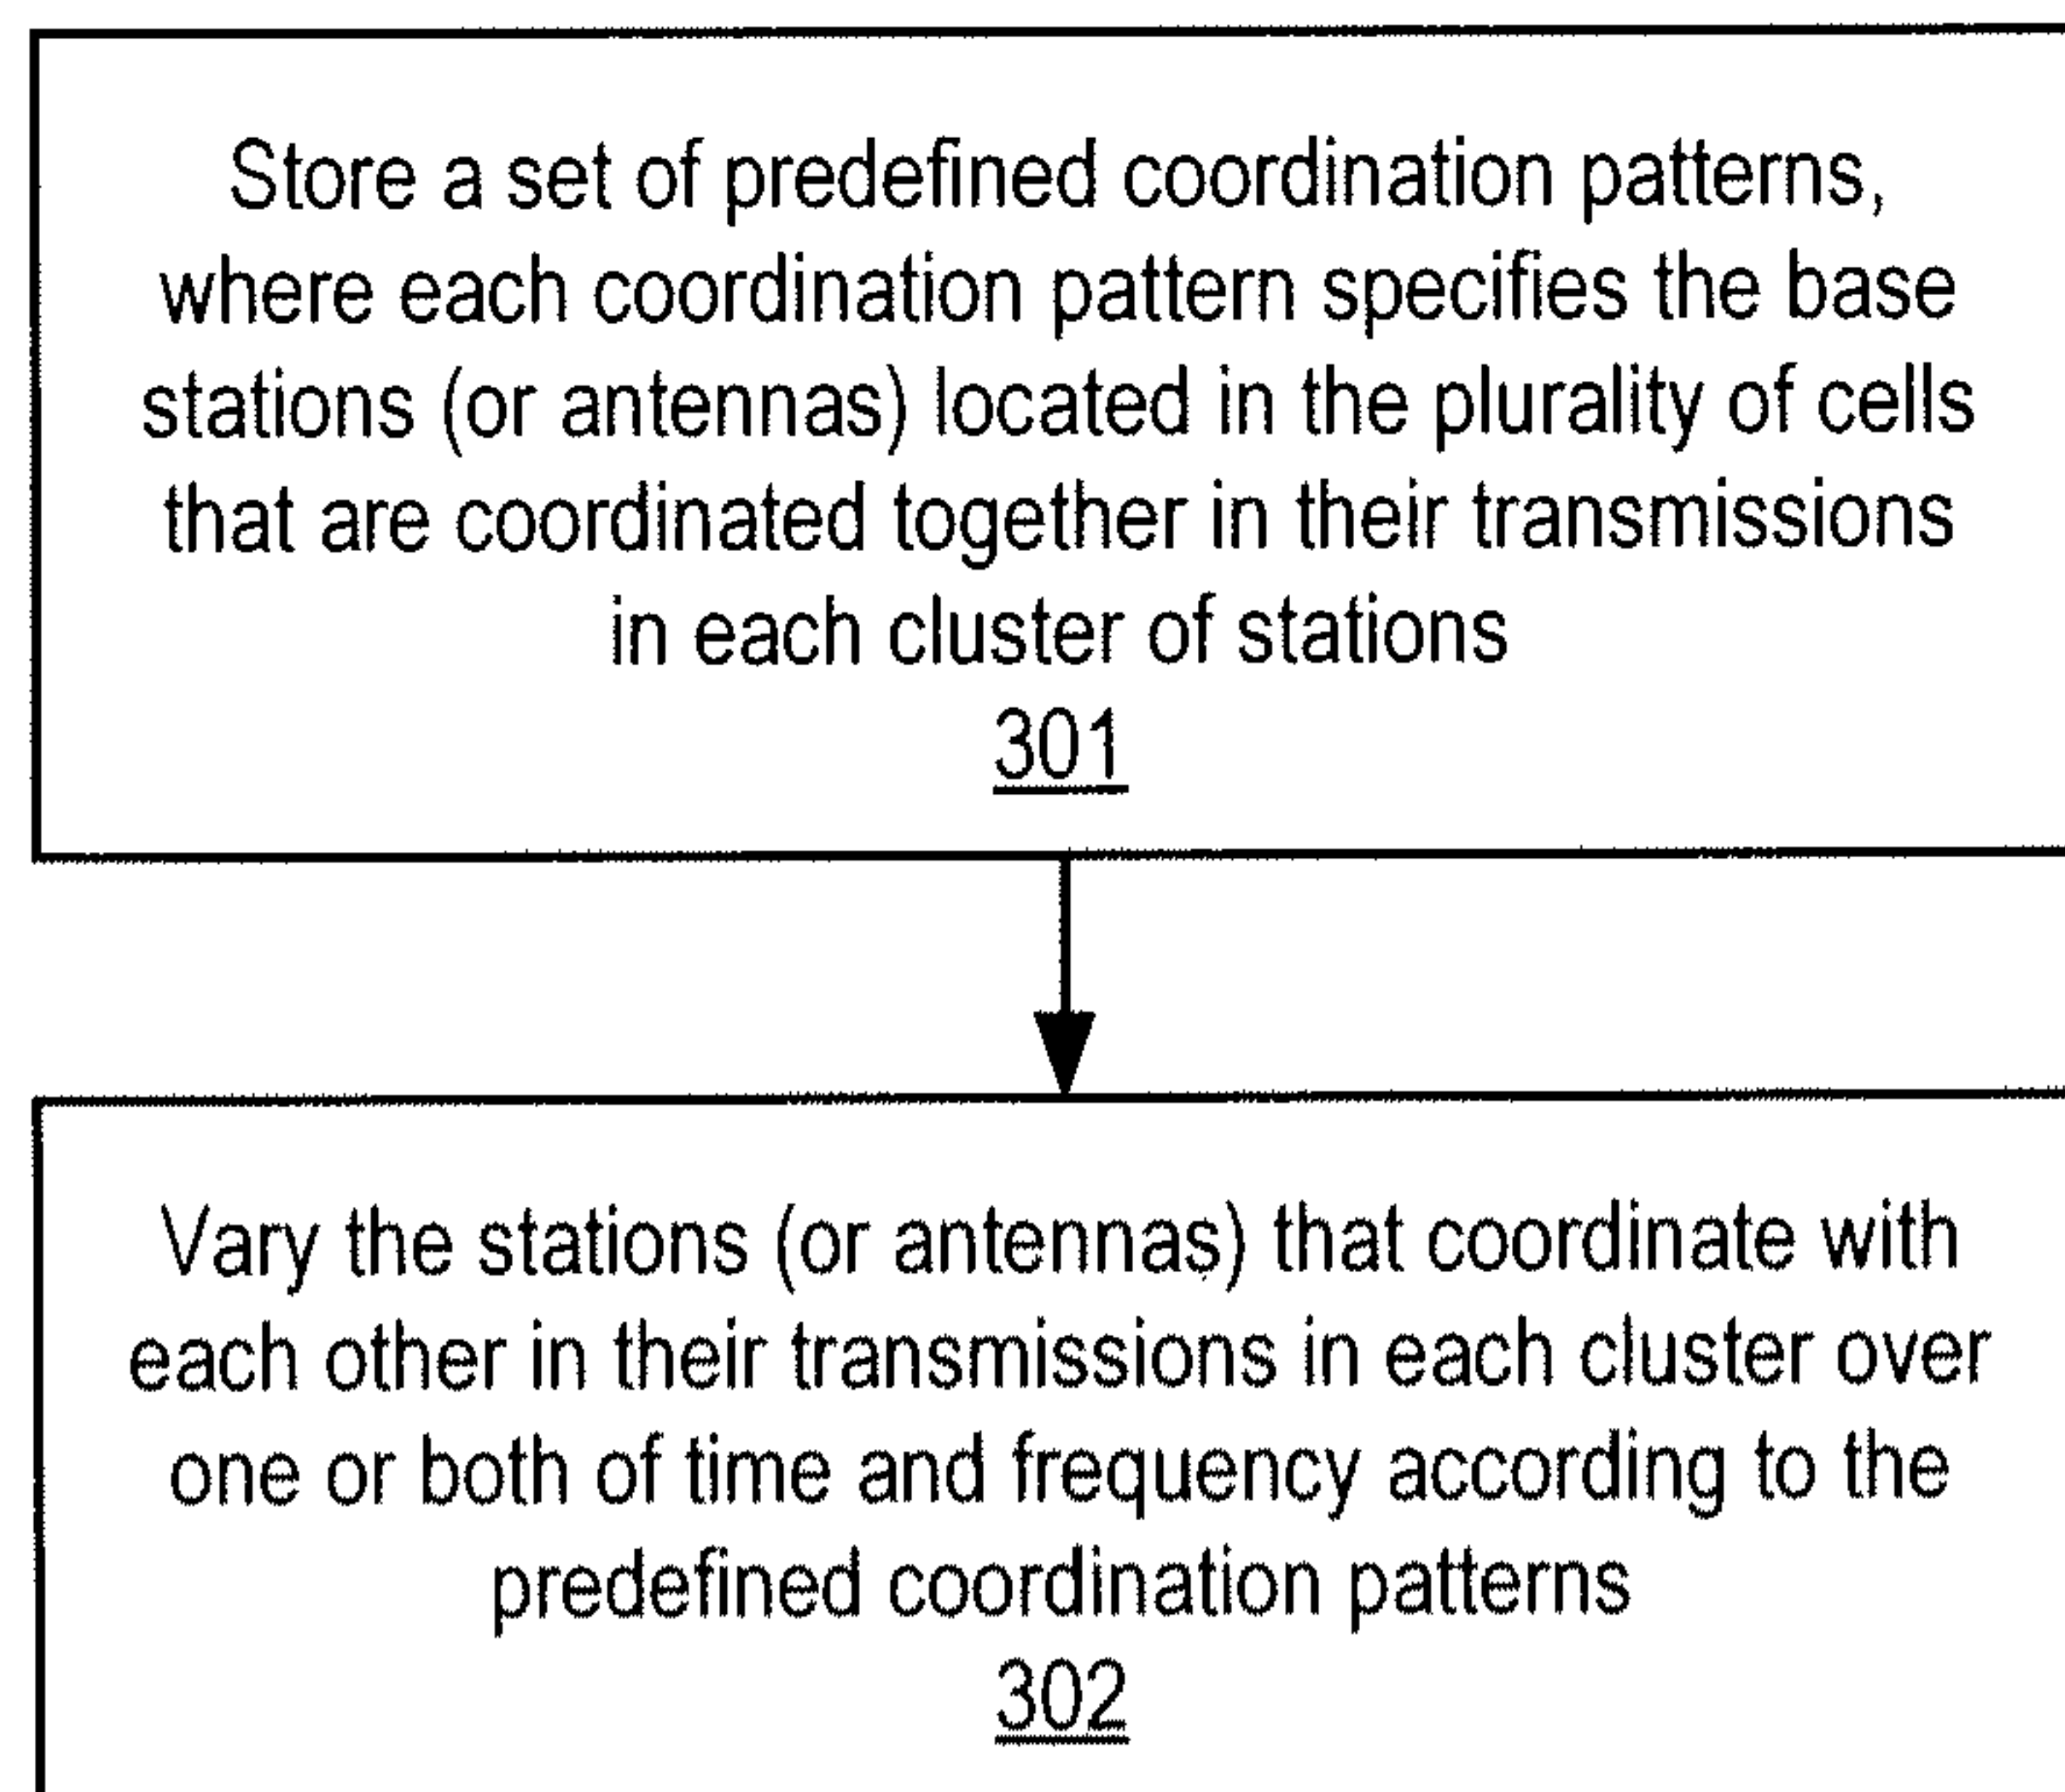 Store a set of predefined coordination patterns,
where each coordination pattern specifies the base
stations (or antennas) located in the plurality of cells
that are coordinated together in their transmissions
in each cluster of stations
301
Vary the stations (or antennas) that coordinate with
each other in their transmissions in each cluster over
one or both of time and frequency according to the
predefined coordination patterns
302